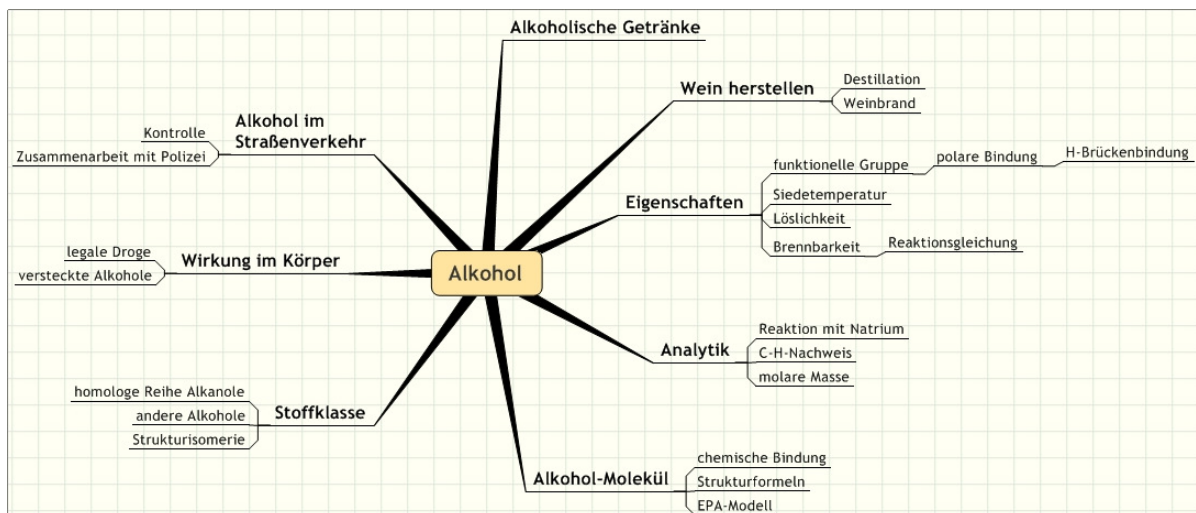 Alkoholische Getränke
Wein herstellen
Destillation
Weinbrand
Alkohol im
Straßenverkehr
Kontrolle
Zusammenarbeit mit Polizei
Eigenschaften
funktionelle Gruppe
polare Bindung
H-Brückenbindung
Siedetemperatur
Löslichkeit
Brennbarkeit
Reaktionsgleichung
Wirkung im Körper
legale Droge
versteckte Alkohole
Alkohol
Analytik
Reaktion mit Natrium
C-H-Nachweis
molare Masse
Stoffklasse
homologe Reihe Alkanole
andere Alkohole
Strukturisomerie
Alkohol-Molekül
chemische Bindung
Strukturformeln
EPA-Modell